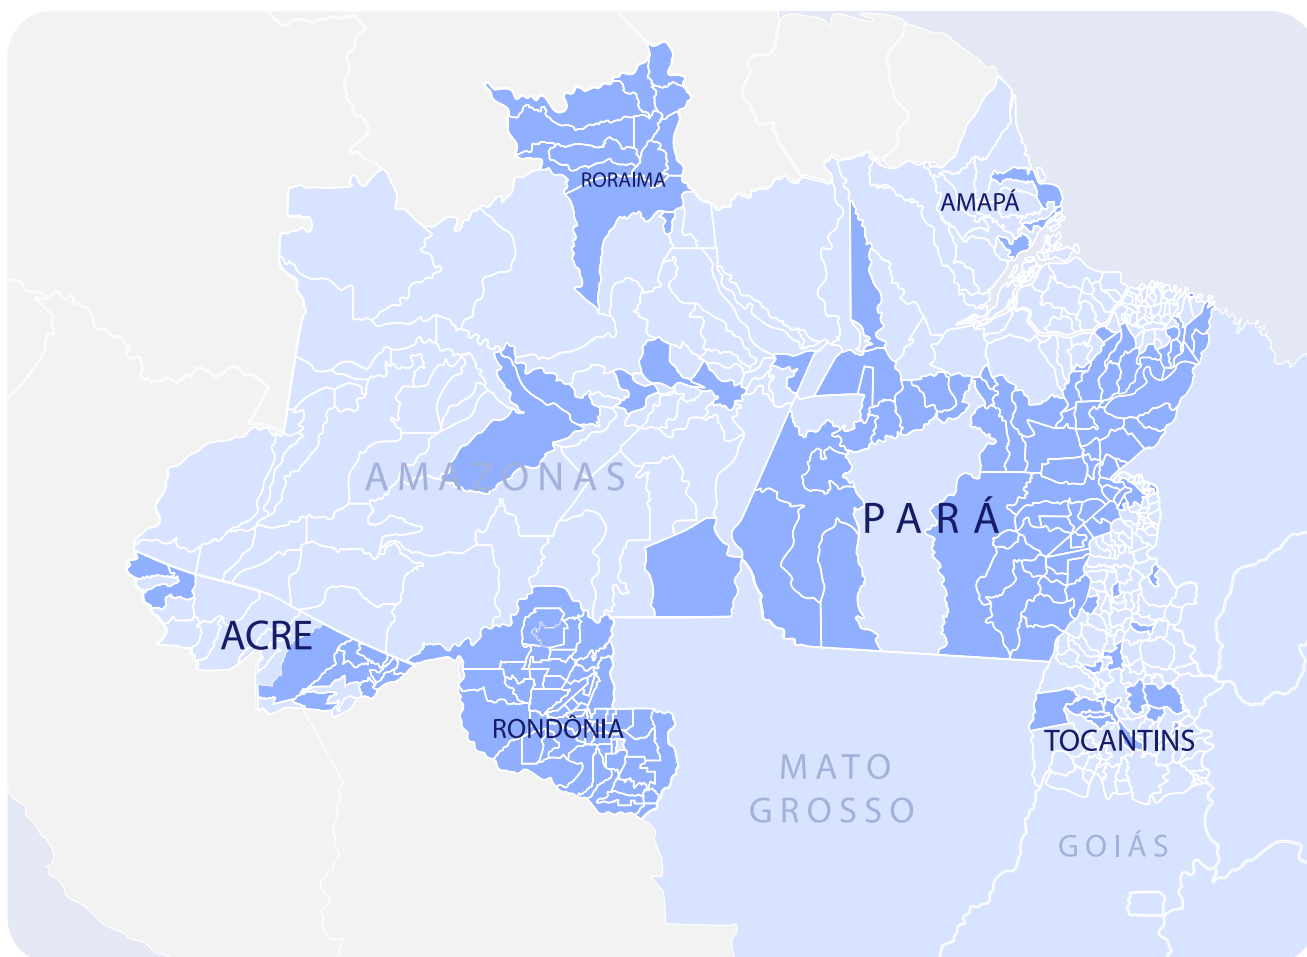 RORAIMA
AMAPÁ
AMAZONAS
PARÁ
ACRE
RONDÔNIA
TOCANTINS
MATO
GROSSO
GOIÁS